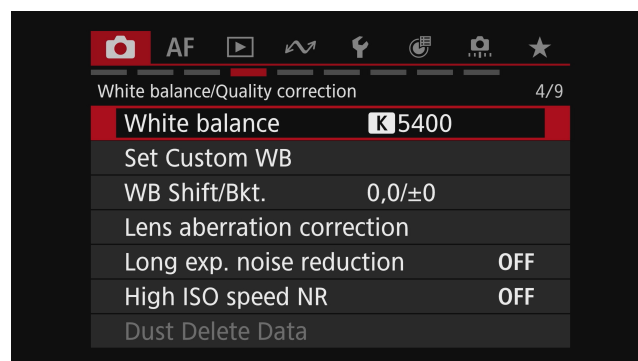 AF
White balance/Quality correction 4/9
White balance K 5400
Set Custom WB
WB Shift/Bkt. 0,0/±0
Lens aberration correction
Long exp. noise reduction OFF
High ISO speed NR OFF
Dust Delete Data